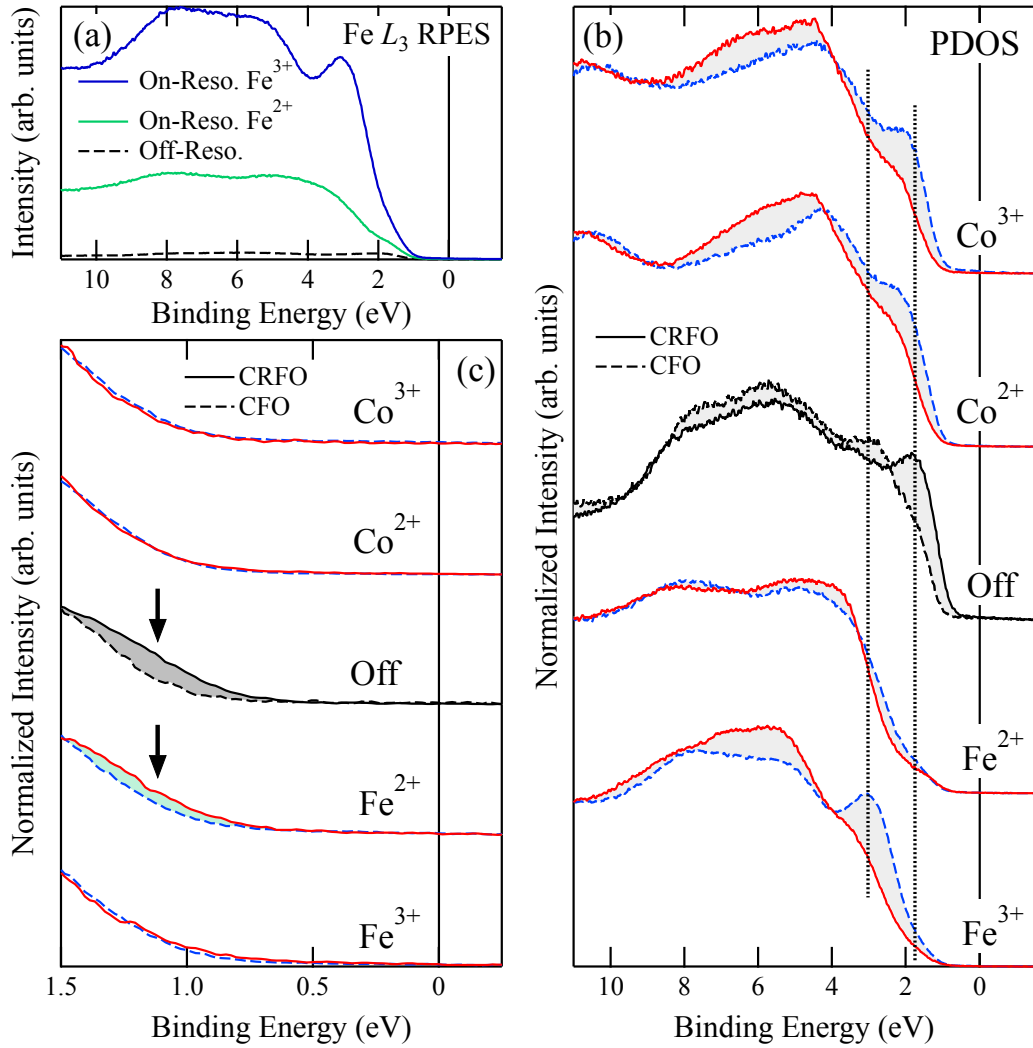 (a)
Fe L₃ RPES
On-Reso. Fe³⁺
On-Reso. Fe²⁺
Off-Reso.
Intensity (arb. units)
10 8 6 4 2 0
Binding Energy (eV)
(b)
PDOS
Co³⁺
Co²⁺
CRFO
CFO
Off
Fe²⁺
Fe³⁺
Normalized Intensity (arb. units)
10 8 6 4 2 0
Binding Energy (eV)
(c)
CRFO
CFO
Co³⁺
Co²⁺
Off
Fe²⁺
Fe³⁺
Normalized Intensity (arb. units)
1.5 1.0 0.5 0
Binding Energy (eV)